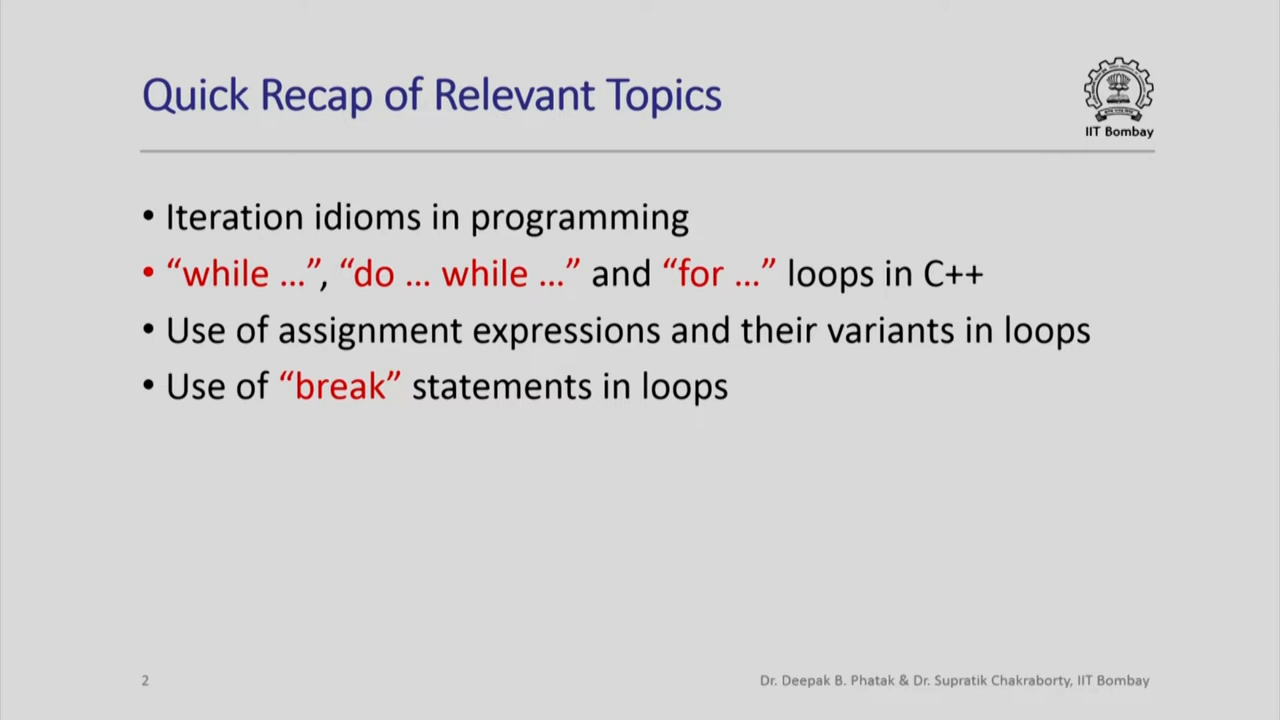 Quick Recap of Relevant Topics
IIT Bombay
• Iteration idioms in programming
• “while ...”, “do ... while ...” and “for ...” loops in C++
• Use of assignment expressions and their variants in loops
• Use of “break” statements in loops
2
Dr. Deepak B. Phatak & Dr. Supratik Chakraborty, IIT Bombay